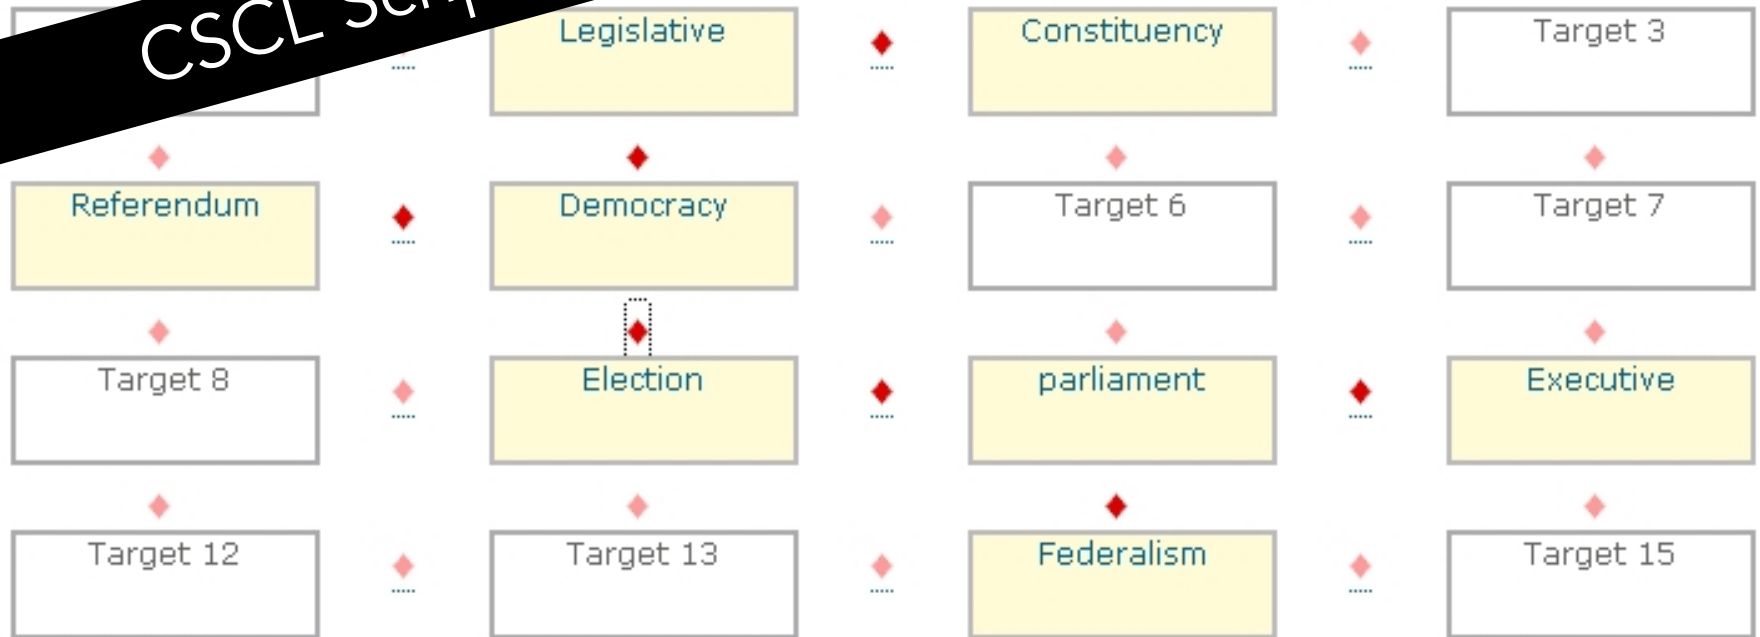 CSCL
Legislative
Constituency
Target 3
Referendum
Democracy
Target 6
Target 7
Target 8
Election
parliament
Executive
Target 12
Target 13
Federalism
Target 15